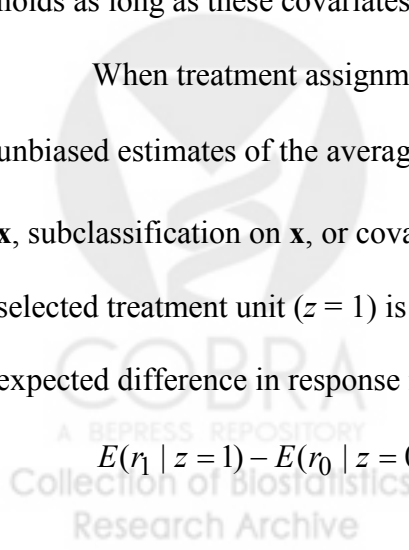 holds as long as these covariates
When treatment assignm
unbiased estimates of the averag
x, subclassification on x, or cova
selected treatment unit (z = 1) is
expected difference in response
COBRA
A BEPRESS REPOSITORY
E(r₁ | z = 1) − E(r₀ | z = 0
Collection of Biostatistics
Research Archive